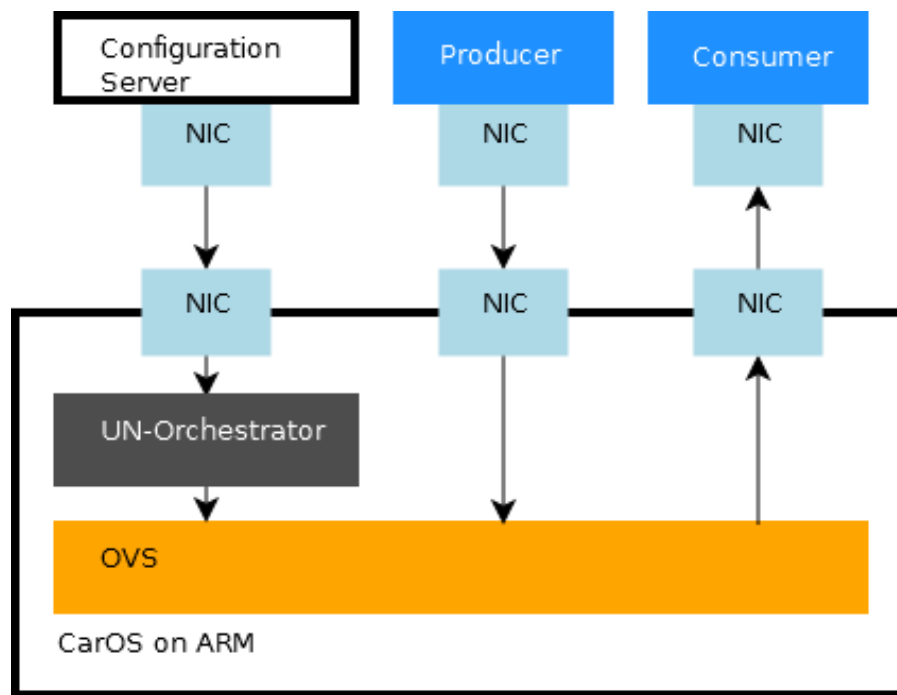 Configuration
Server
Producer
Consumer
NIC
NIC
NIC
NIC
NIC
NIC
UN-Orchestrator
OVS
CarOS on ARM